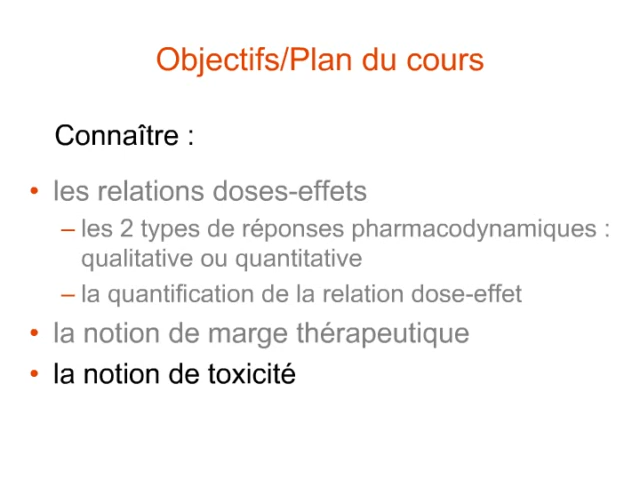 Objectifs/Plan du cours
Connaître :
• les relations doses-effets
– les 2 types de réponses pharmacodynamiques :
qualitative ou quantitative
– la quantification de la relation dose-effet
• la notion de marge thérapeutique
• la notion de toxicité